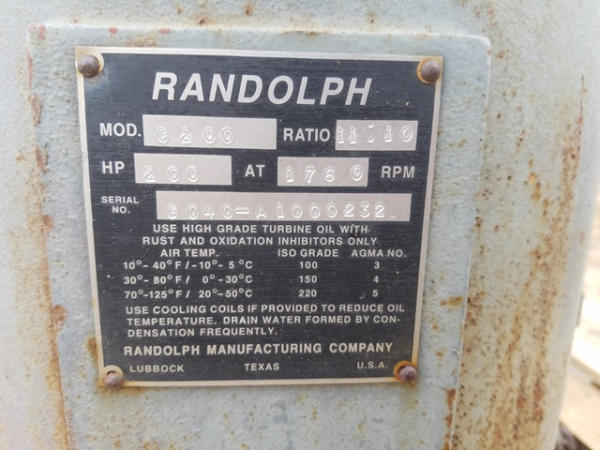 RANDOLPH
MOD. G200 RATIO 11:10
HP 200 AT 1760 RPM
SERIAL NO. G040-A1000232
USE HIGH GRADE TURBINE OIL WITH
RUST AND OXIDATION INHIBITORS ONLY
AIR TEMP. ISO GRADE AGMA NO.
10°-40°F/-10°-5°C 100 3
30°-80°F/ 0°-30°C 150 4
70°-125°F/ 20°-50°C 220 5
USE COOLING COILS IF PROVIDED TO REDUCE OIL
TEMPERATURE. DRAIN WATER FORMED BY CON-
DENSATION FREQUENTLY.
RANDOLPH MANUFACTURING COMPANY
LUBBOCK TEXAS U.S.A.